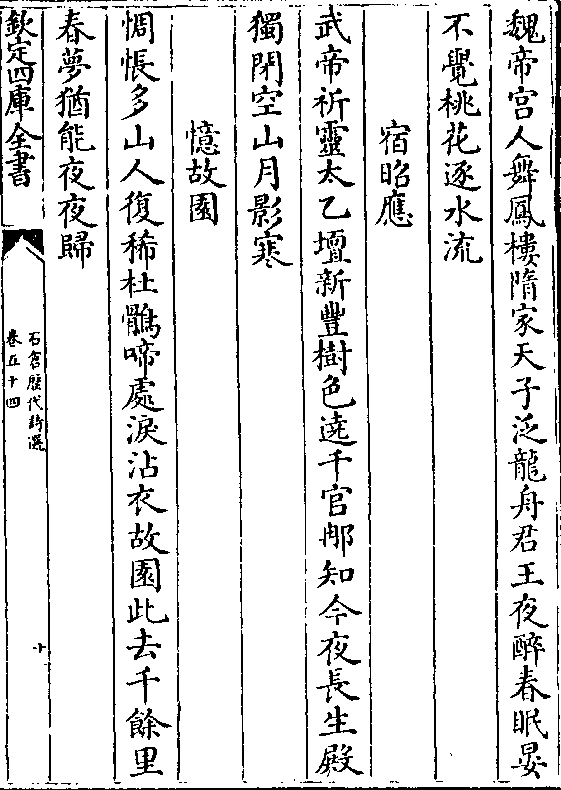 魏帝宫人舞鳳樓隋家天子泛龍舟君王夜醉春眠晏
不覺桃花逐水流
宿昭應
武帝祈靈太乙壇新豐樹色遶千官那知今夜長生殿
獨閉空山月影寒
憶故園
惆悵多山人復稀杜鵑啼處淚沾衣故園此去千餘里
春夢猶能夜夜歸
欽定四庫全書
石倉歷代詩選
卷五十四
十